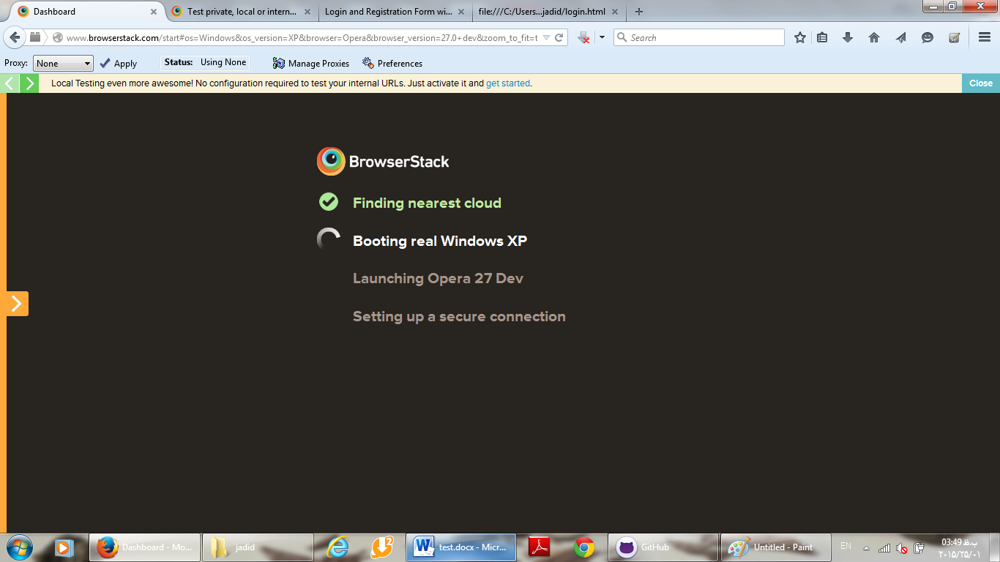 Dashboard
Test private, local or intern...
Login and Registration Form wi...
file:///C:/Users...jadid/login.html
www.browserstack.com/start#os=Windows&os_version=XP&browser=Opera&browser_version=27.0+dev&zoom_to_fit=t
Search
Proxy: None Apply Status: Using None Manage Proxies Preferences
Local Testing even more awesome! No configuration required to test your internal URLs. Just activate it and get started.
Close
BrowserStack
Finding nearest cloud
Booting real Windows XP
Launching Opera 27 Dev
Setting up a secure connection
Dashboard - Mo...
jadid
2
test.docx - Micr...
GitHub
Untitled - Paint
EN
03:49 ب.ظ
۲۰۱۵/۲۵/۰۱